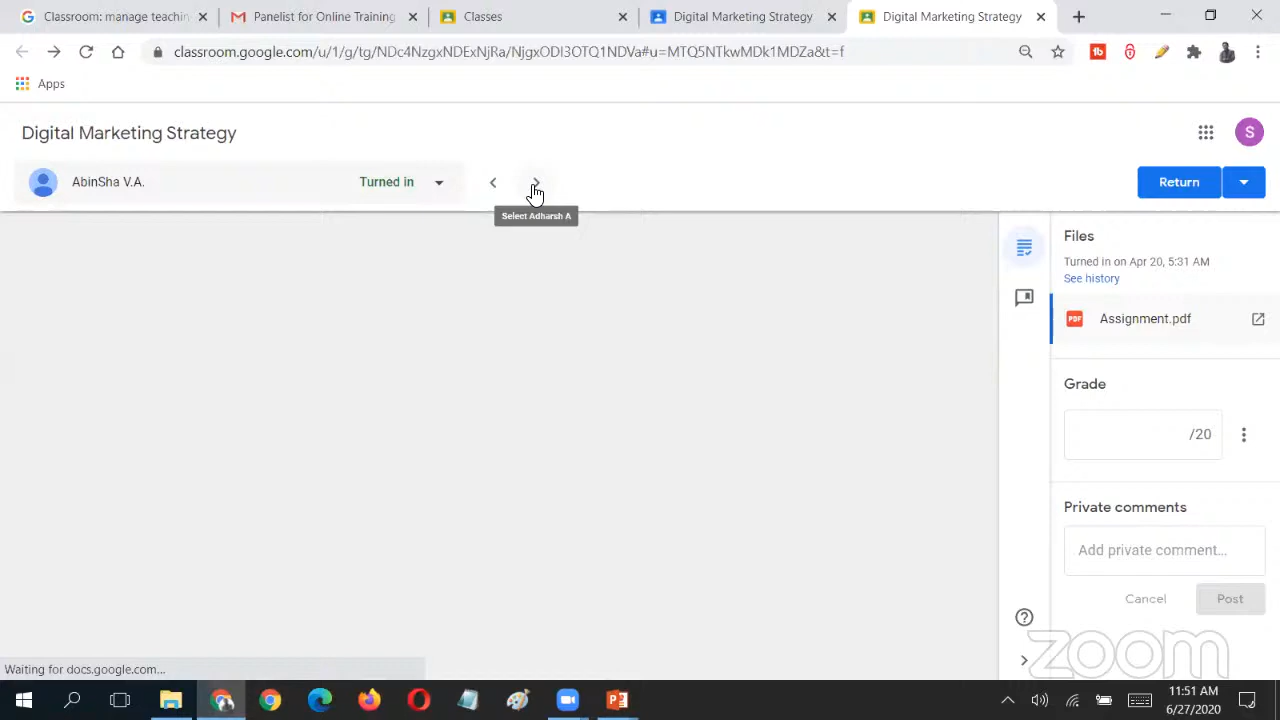 Classroom: manage teachin
Panelist for Online Training
Classes
Digital Marketing Strategy
Digital Marketing Strategy
classroom.google.com/u/1/g/tg/NDc4NzgxNDExNjRa/NjgxODI3OTQ1NDVa#u=MTQ5NTkwMDk1MDZa&t=f
Apps
Digital Marketing Strategy
S
AbinSha V.A.
Turned in
Select Adharsh A
Return
Files
Turned in on Apr 20, 5:31 AM
See history
PDF
Assignment.pdf
Grade
/20
Private comments
Add private comment...
Cancel
Post
zoom
Waiting for docs.google.com...
11:51 AM
6/27/2020